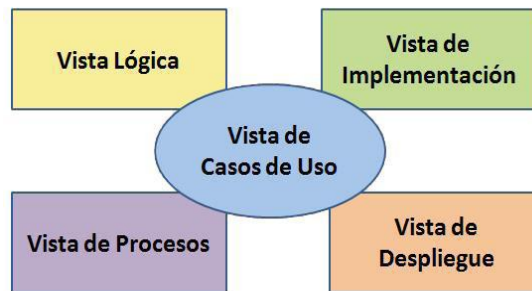 Vista Lógica
Vista de
Implementación
Vista de
Casos de Uso
Vista de Procesos
Vista de
Despliegue